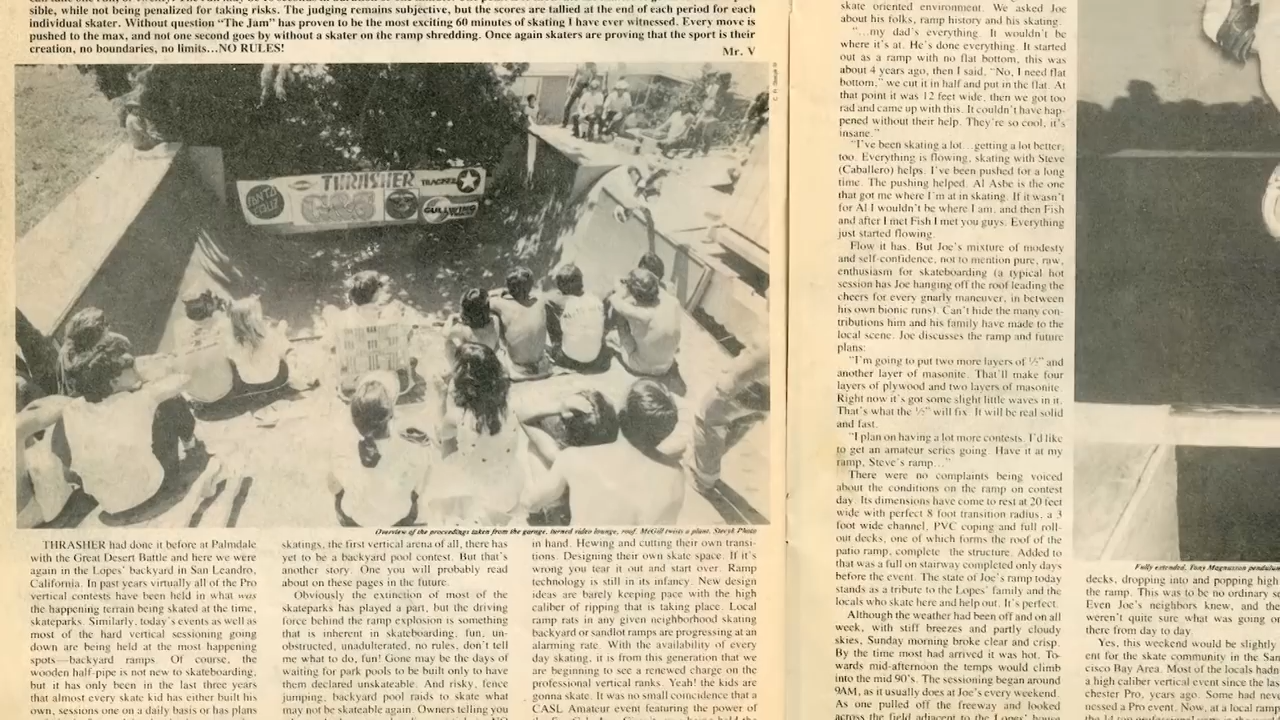 sible, while not being penalized for taking risks. The judging remains subjective, but the scores are tallied at the end of each period for each
individual skater. Without question "The Jam" has proven to be the most exciting 60 minutes of skating I have ever witnessed. Every move is
pushed to the max, and not one second goes by without a skater on the ramp shredding. Once again skaters are proving that the sport is their
creation, no boundaries, no limits...NO RULES!
Mr. V
THRASHER
TRACKER
GULLWING
Overview of the proceedings taken from the garage, turned video lounge, roof. McGill twists a plant. Stecyk Photo
THRASHER had done it before at Palmdale
with the Great Desert Battle and here we were
again in the Lopes' backyard in San Leandro,
California. In past years virtually all of the Pro
vertical contests have been held in what was
the happening terrain being skated at the time,
skateparks. Similarly, today's events as well as
most of the hard vertical sessioning going
down are being held at the most happening
spots—backyard ramps. Of course, the
wooden half-pipe is not new to skateboarding,
but it has only been in the last three years
that almost every skate kid has either built his
own, sessions one on a daily basis or has plans
skatings, the first vertical arena of all, there has
yet to be a backyard pool contest. But that's
another story. One you will probably read
about on these pages in the future.
Obviously the extinction of most of the
skateparks has played a part, but the driving
force behind the ramp explosion is something
that is inherent in skateboarding, fun, un-
obstructed, unadulterated, no rules, don't tell
me what to do, fun! Gone may be the days of
waiting for park pools to be built only to have
them declared unskateable. And risky, fence
jumping, backyard pool raids to skate what
may not be skateable again. Owners telling you
in hand. Hewing and cutting their own transi-
tions. Designing their own skate space. If it's
wrong you tear it out and start over. Ramp
technology is still in its infancy. New design
ideas are barely keeping pace with the high
caliber of ripping that is taking place. Local
ramp rats in any given neighborhood skating
backyard or sandlot ramps are progressing at an
alarming rate. With the availability of every
day skating, it is from this generation that we
are beginning to see a renewed charge on the
professional vertical ranks. Yeah! the kids are
gonna skate. It was no small coincidence that a
CASL Amateur event featuring the power of
skate oriented environment. We asked Joe
about his folks, ramp history and his skating.
"...my dad's everything. It wouldn't be
where it's at. He's done everything. It started
out as a ramp with no flat bottom, this was
about 4 years ago, then I said, "No, I need flat
bottom," we cut it in half and put in the flat. At
that point it was 12 feet wide, then we got too
rad and came up with this. It couldn't have hap-
pened without their help. They're so cool, it's
insane."
"I've been skating a lot...getting a lot better,
too. Everything is flowing, skating with Steve
(Caballero) helps. I've been pushed for a long
time. The pushing helped. Al Asbe is the one
that got me where I'm at in skating. If it wasn't
for Al I wouldn't be where I am, and then Fish
and after I met Fish I met you guys. Everything
just started flowing.
Flow it has. But Joe's mixture of modesty
and self-confidence, not to mention pure, raw,
enthusiasm for skateboarding (a typical hot
session has Joe hanging off the roof leading the
cheers for every gnarly maneuver, in between
his own bionic runs). Can't hide the many con-
tributions him and his family have made to the
local scene. Joe discusses the ramp and future
plans:
"I'm going to put two more layers of ½" and
another layer of masonite. That'll make four
layers of plywood and two layers of masonite.
Right now it's got some slight little waves in it.
That's what the ½" will fix. It will be real solid
and fast.
"I plan on having a lot more contests. I'd like
to get an amateur series going. Have it at my
ramp, Steve's ramp..."
There were no complaints being voiced
about the conditions on the ramp on contest
day. Its dimensions have come to rest at 20 feet
wide with perfect 8 foot transition radius, a 3
foot wide channel, PVC coping and full roll-
out decks, one of which forms the roof of the
patio ramp, complete the structure. Added to
that was a full on stairway completed only days
before the event. The state of Joe's ramp today
stands as a tribute to the Lopes' family and the
locals who skate here and help out. It's perfect.
Although the weather had been off and on all
week, with stiff breezes and partly cloudy
skies, Sunday morning broke clear and crisp.
By the time most had arrived it was hot. To-
wards mid-afternoon the temps would climb
into the mid 90's. The sessioning began around
9AM, as it usually does at Joe's every weekend.
As one pulled off the freeway and looked
across the field adjacent to the Lopes' house
Fully extended, Tony Magnusson pendulum
decks, dropping into and popping high
the ramp. This was to be no ordinary se
Even Joe's neighbors knew, and the
weren't quite sure what was going on
there from day to day.
Yes, this weekend would be slightly
ent for the skate community in the San
cisco Bay Area. Most of the locals hadn
a high caliber vertical event since the las
chester Pro, years ago. Some had neve
nessed a Pro event. Now, at a local ramp